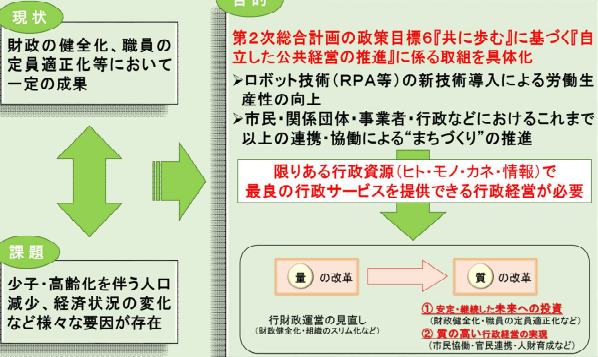 現状
財政の健全化、職員の
定員適正化等において
一定の成果
課題
少子・高齢化を伴う人口
減少、経済状況の変化
など様々な要因が存在
目的
第2次総合計画の政策目標6『共に歩む』に基づく『自
立した公共経営の推進』に係る取組を具体化
➢ロボット技術(RPA等)の新技術導入による労働生
産性の向上
➢市民・関係団体・事業者・行政などにおけるこれまで
以上の連携・協働による“まちづくり”の推進
限りある行政資源(ヒト・モノ・カネ・情報)で
最良の行政サービスを提供できる行政経営が必要
量 の改革
行財政運営の見直し
(財政健全化・組織のスリム化など)
質 の改革
① 安定・継続した未来への投資
(財政健全化・職員の定員適正化など)
② 質の高い行政経営の実現
(市民協働・官民連携・人財育成など)